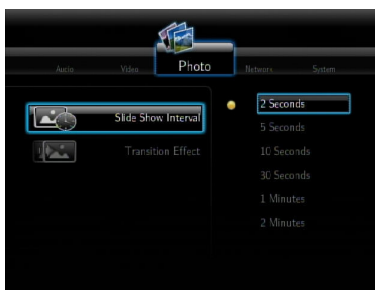 Audio Video Photo Network System
Slide Show Interval
Transition Effect
2 Seconds
5 Seconds
10 Seconds
30 Seconds
1 Minutes
2 Minutes